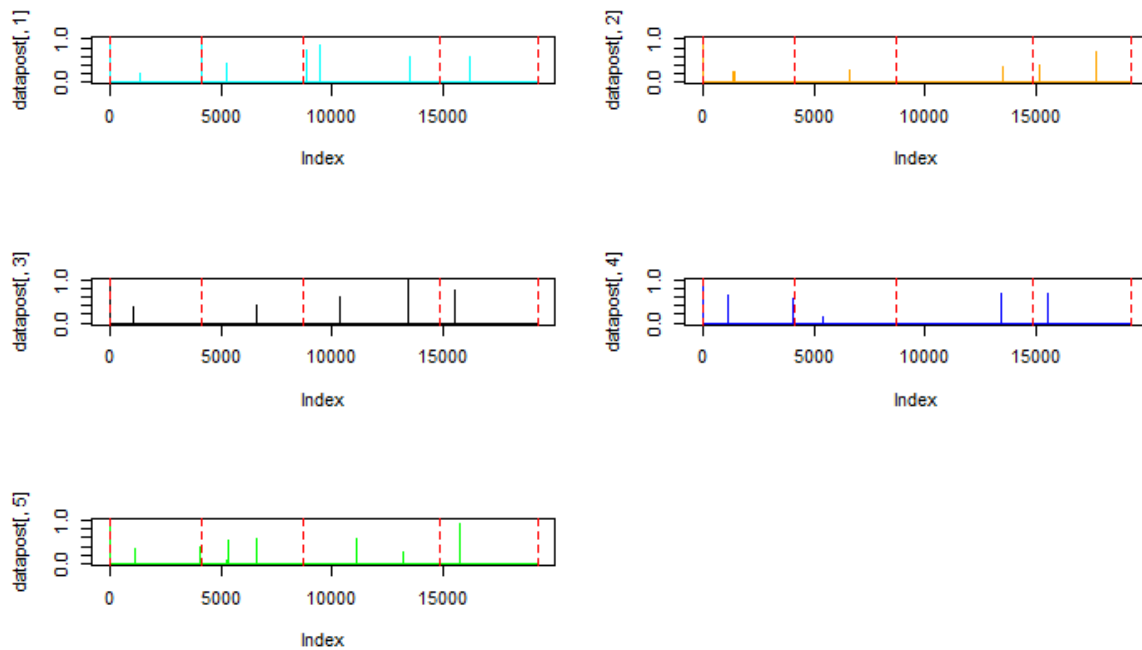 datapost[, 1]
0.0 1.0
0 5000 10000 15000
Index
datapost[, 2]
0.0 1.0
0 5000 10000 15000
Index
datapost[, 3]
0.0 1.0
0 5000 10000 15000
Index
datapost[, 4]
0.0 1.0
0 5000 10000 15000
Index
datapost[, 5]
0.0 1.0
0 5000 10000 15000
Index